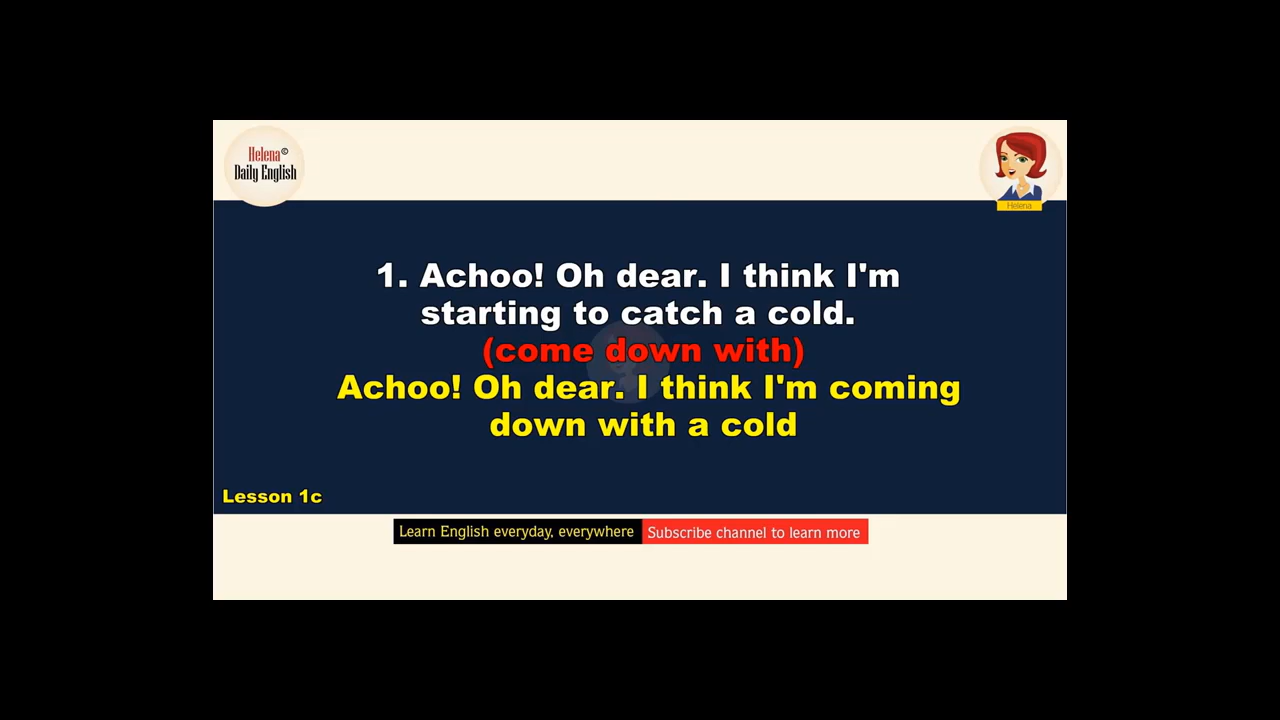 Helena©
Daily English
Helena
1. Achoo! Oh dear. I think I'm
starting to catch a cold.
(come down with)
Achoo! Oh dear. I think I'm coming
down with a cold
Lesson 1c
Learn English everyday, everywhere
Subscribe channel to learn more